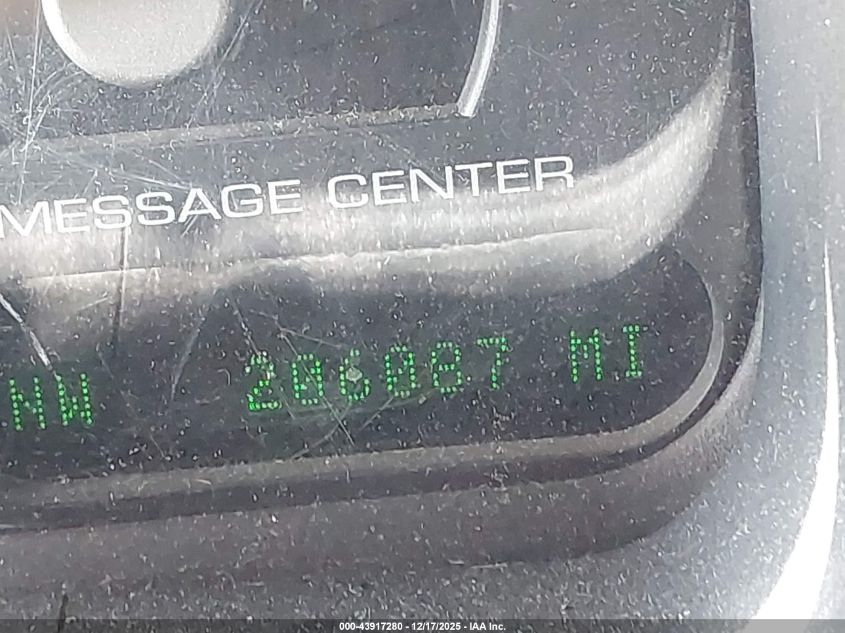 MESSAGE CENTER
NW 206087 MI
000-43917280 - 12/17/2025 - IAA Inc.